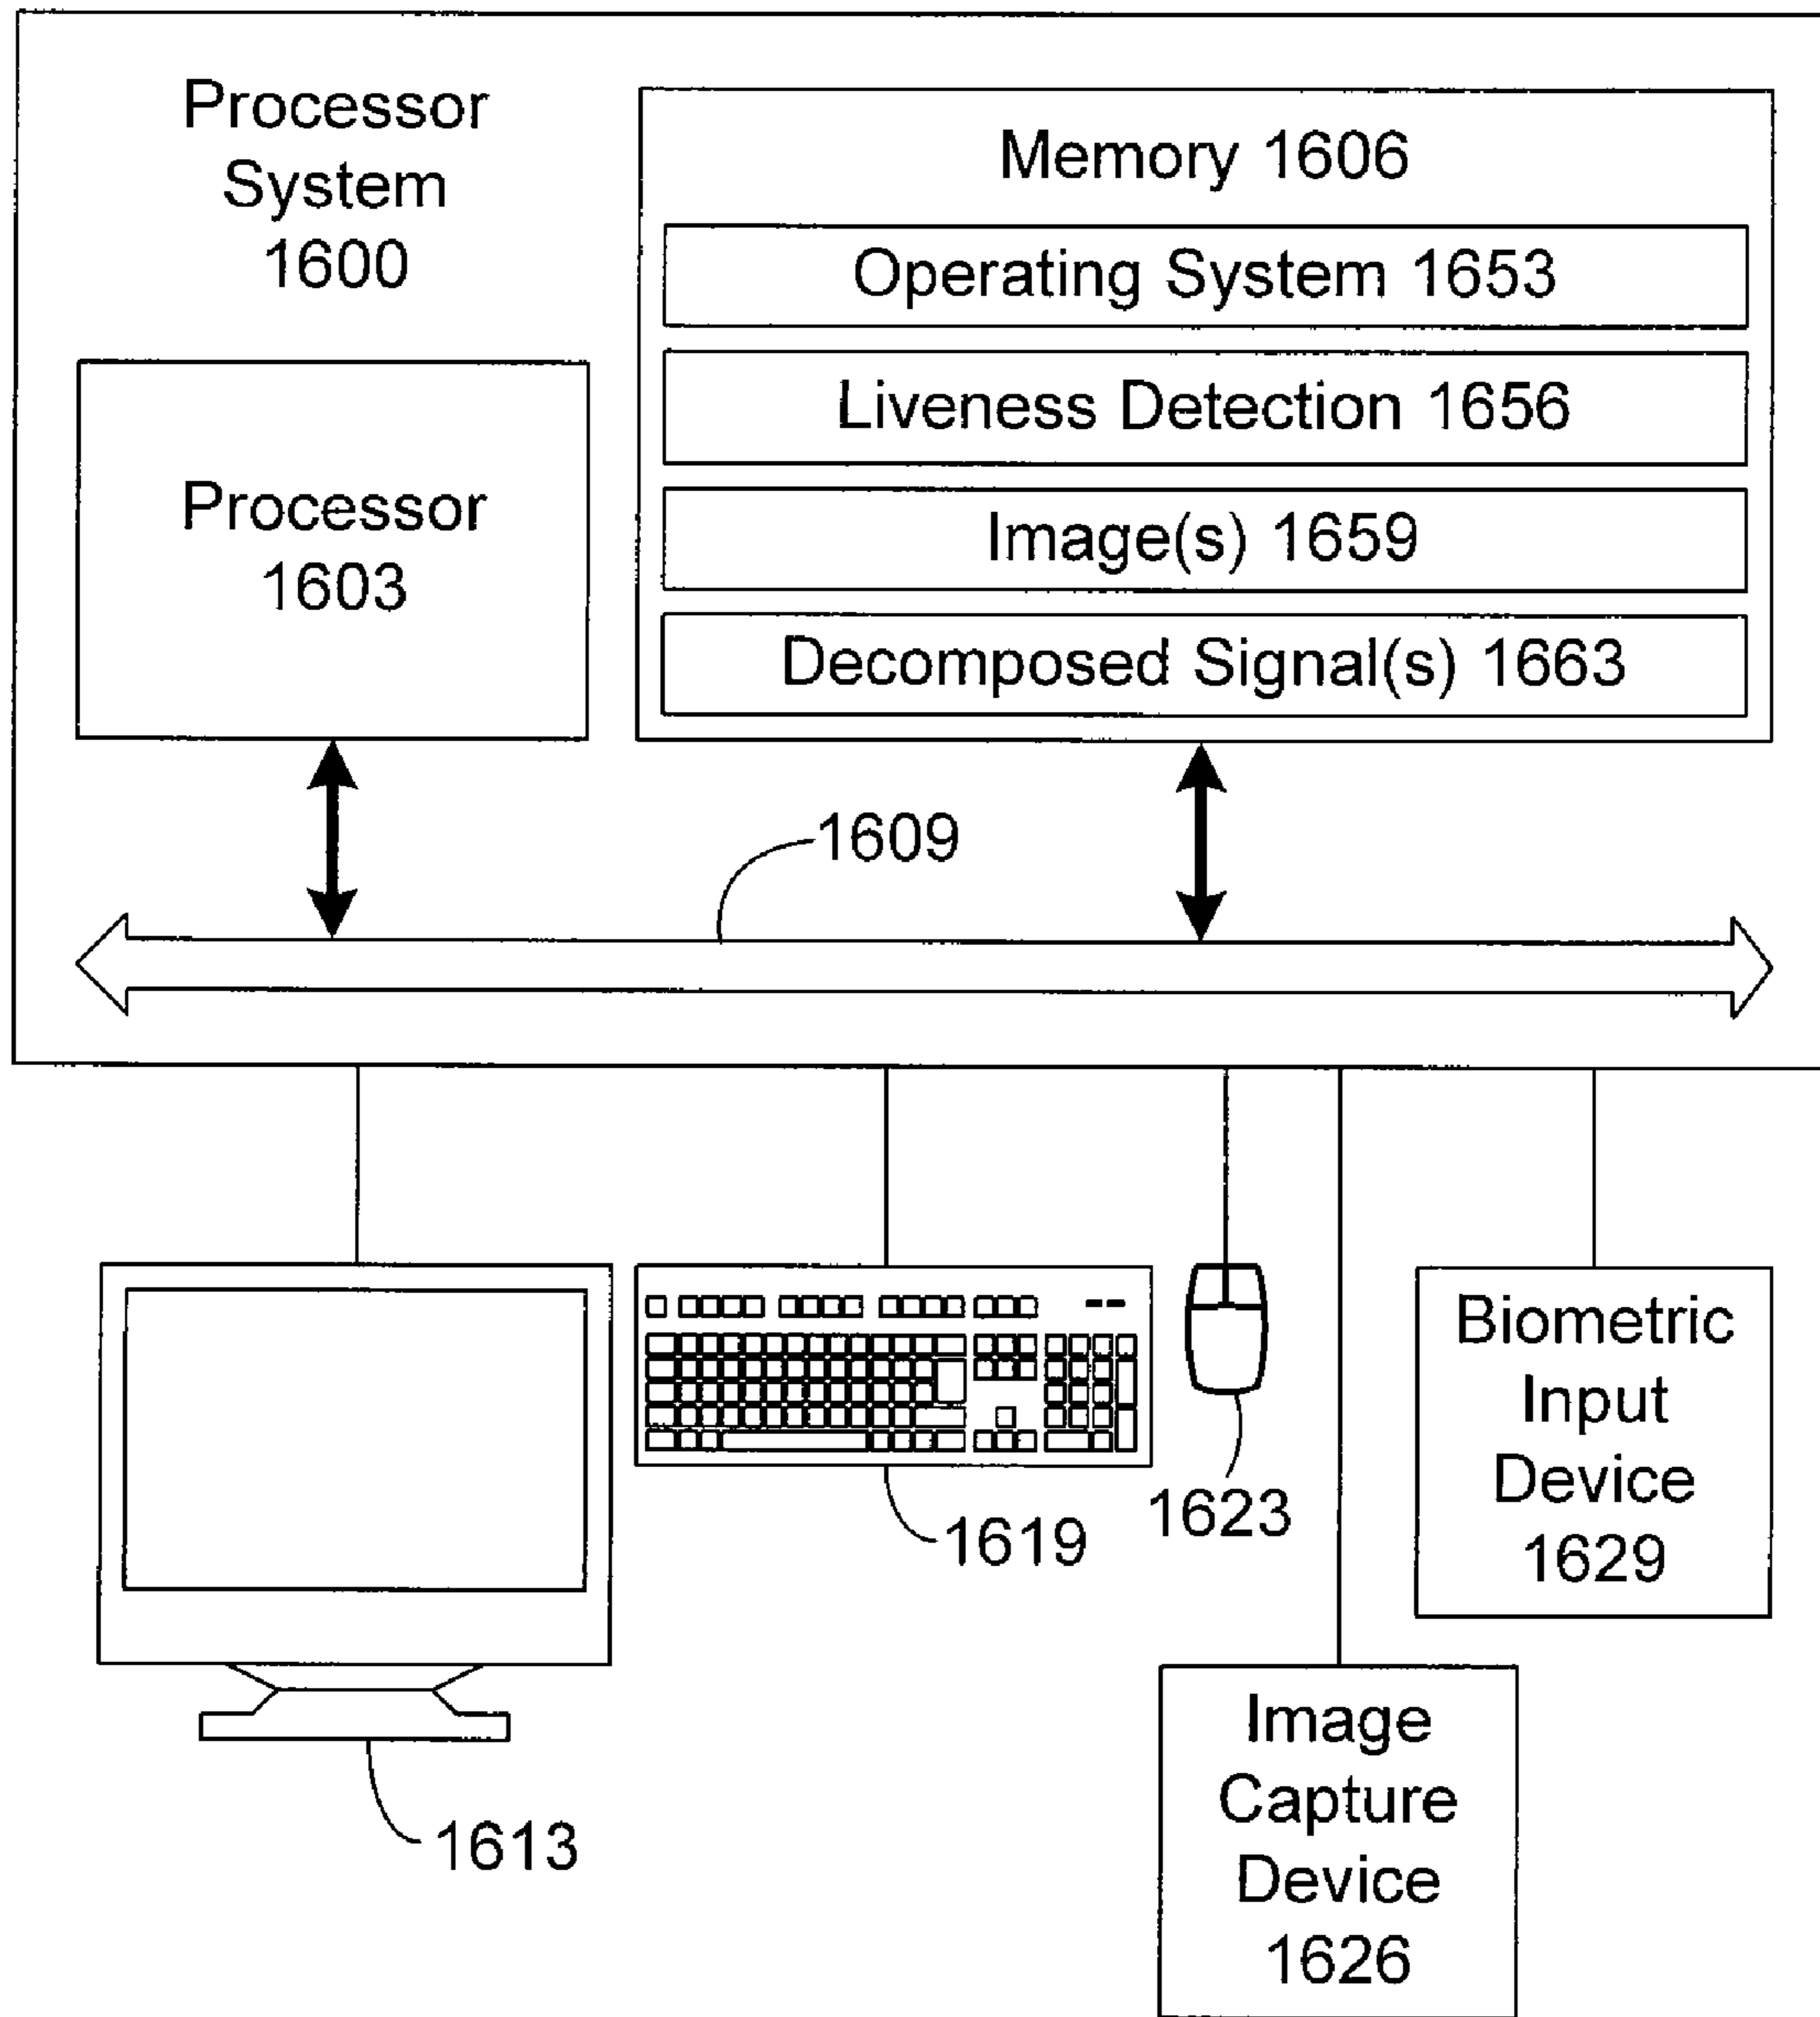 Processor
System
1600
Memory 1606
Operating System 1653
Liveness Detection 1656
Image(s) 1659
Decomposed Signal(s) 1663
Processor
1603
1609
Biometric
Input
Device
1629
1623
1619
Image
Capture
Device
1626
1613